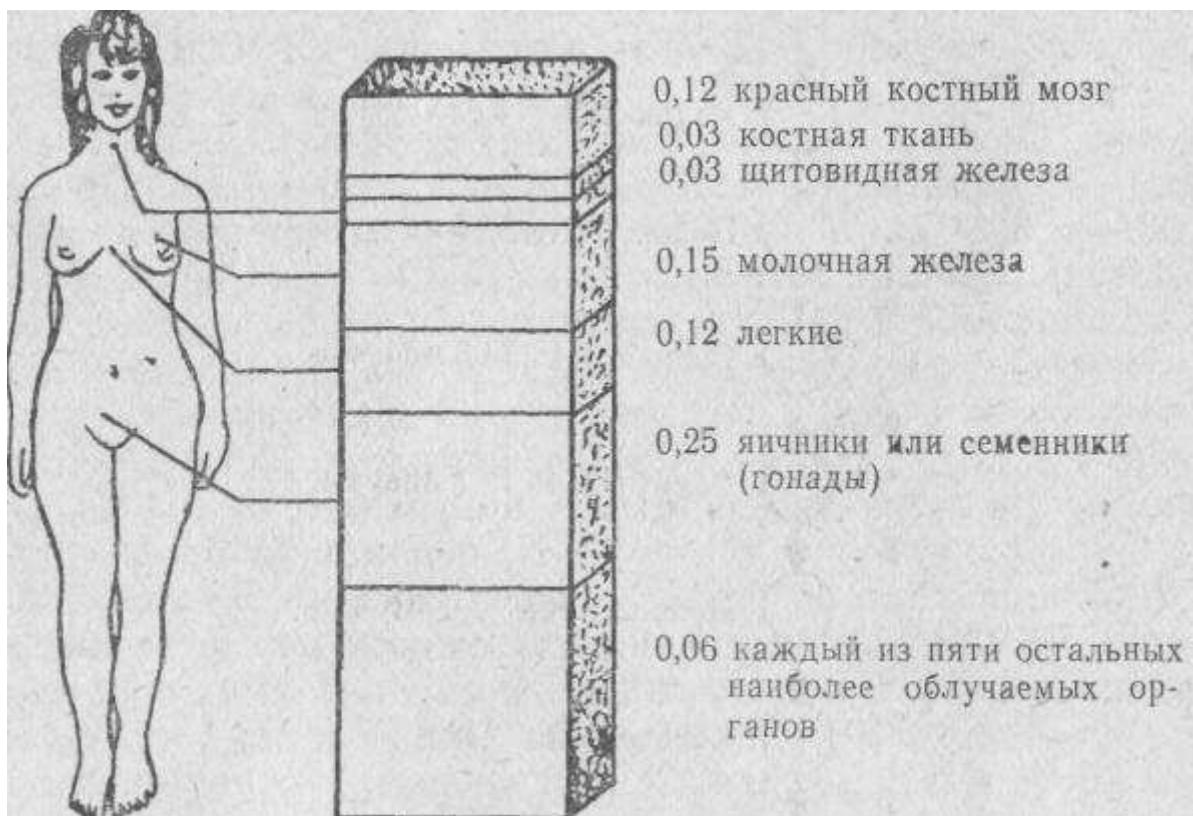 0,12 красный костный мозг
0,03 костная ткань
0,03 щитовидная железа
0,15 молочная железа
0,12 легкие
0,25 яичники или семенники
(гонады)
0,06 каждый из пяти остальных
наиболее облучаемых ор-
ганов